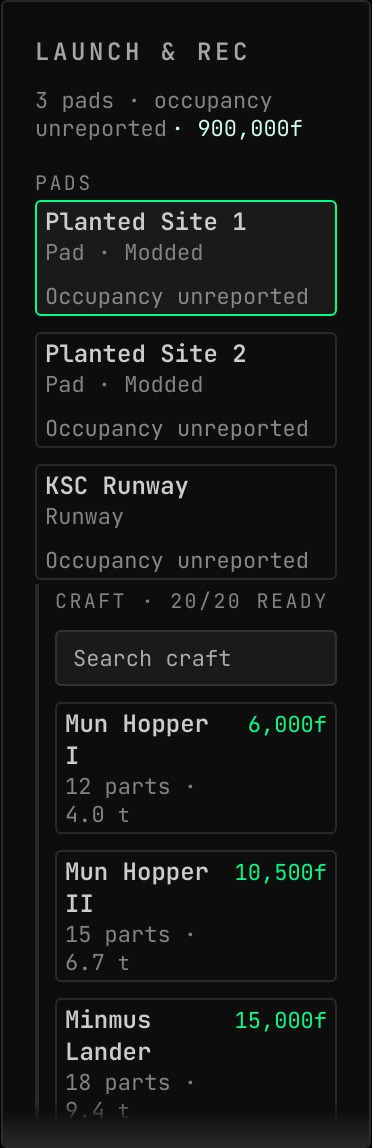 LAUNCH & REC
3 pads · occupancy
unreported · 900,000f
PADS
Planted Site 1
Pad · Modded
Occupancy unreported
Planted Site 2
Pad · Modded
Occupancy unreported
KSC Runway
Runway
Occupancy unreported
CRAFT · 20/20 READY
Search craft
Mun Hopper 6,000f
I
12 parts ·
4.0 t
Mun Hopper 10,500f
II
15 parts ·
6.7 t
Minmus 15,000f
Lander
18 parts ·
9.4 t